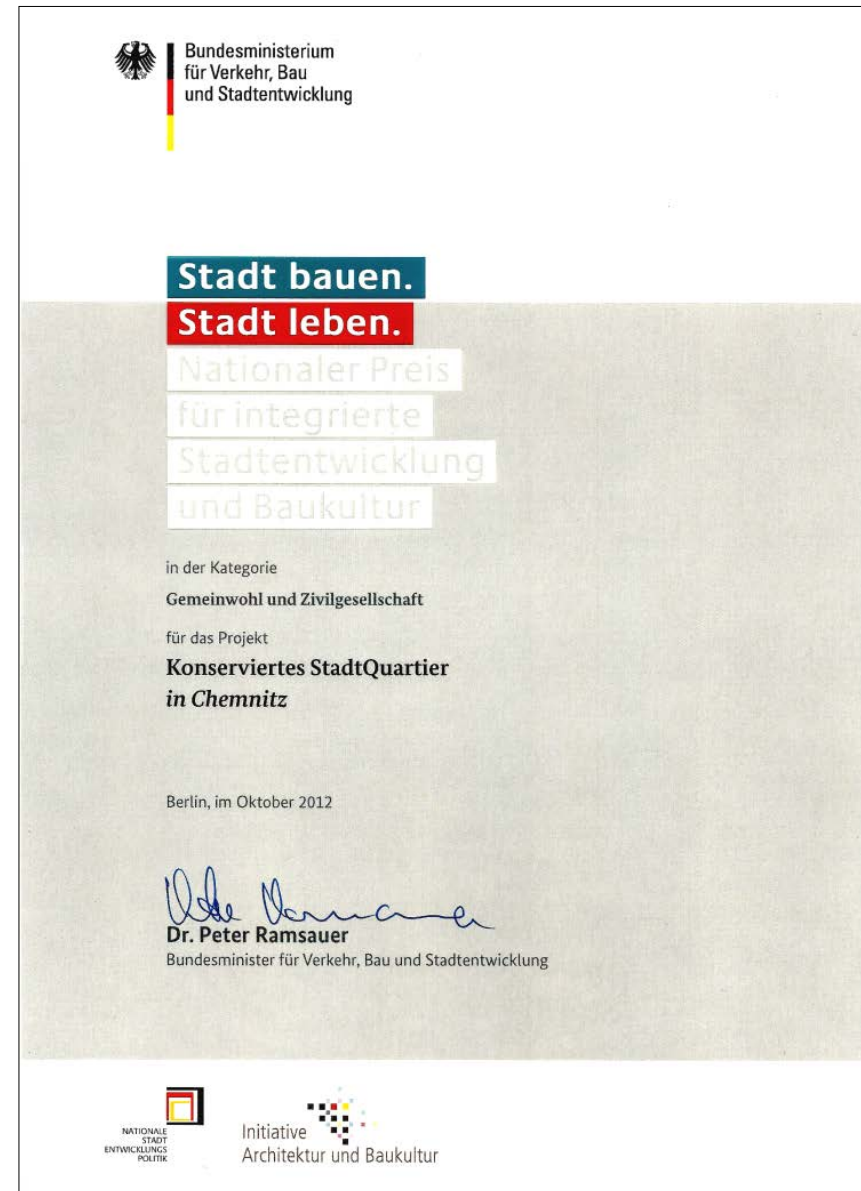 Bundesministerium
für Verkehr, Bau
und Stadtentwicklung
Stadt bauen.
Stadt leben.
Nationaler Preis
für integrierte
Stadtentwicklung
und Baukultur
in der Kategorie
Gemeinwohl und Zivilgesellschaft
für das Projekt
Konserviertes StadtQuartier
in Chemnitz
Berlin, im Oktober 2012
Dr. Peter Ramsauer
Bundesminister für Verkehr, Bau und Stadtentwicklung
NATIONALE
STADT
ENTWICKLUNGS
POLITIK
Initiative
Architektur und Baukultur